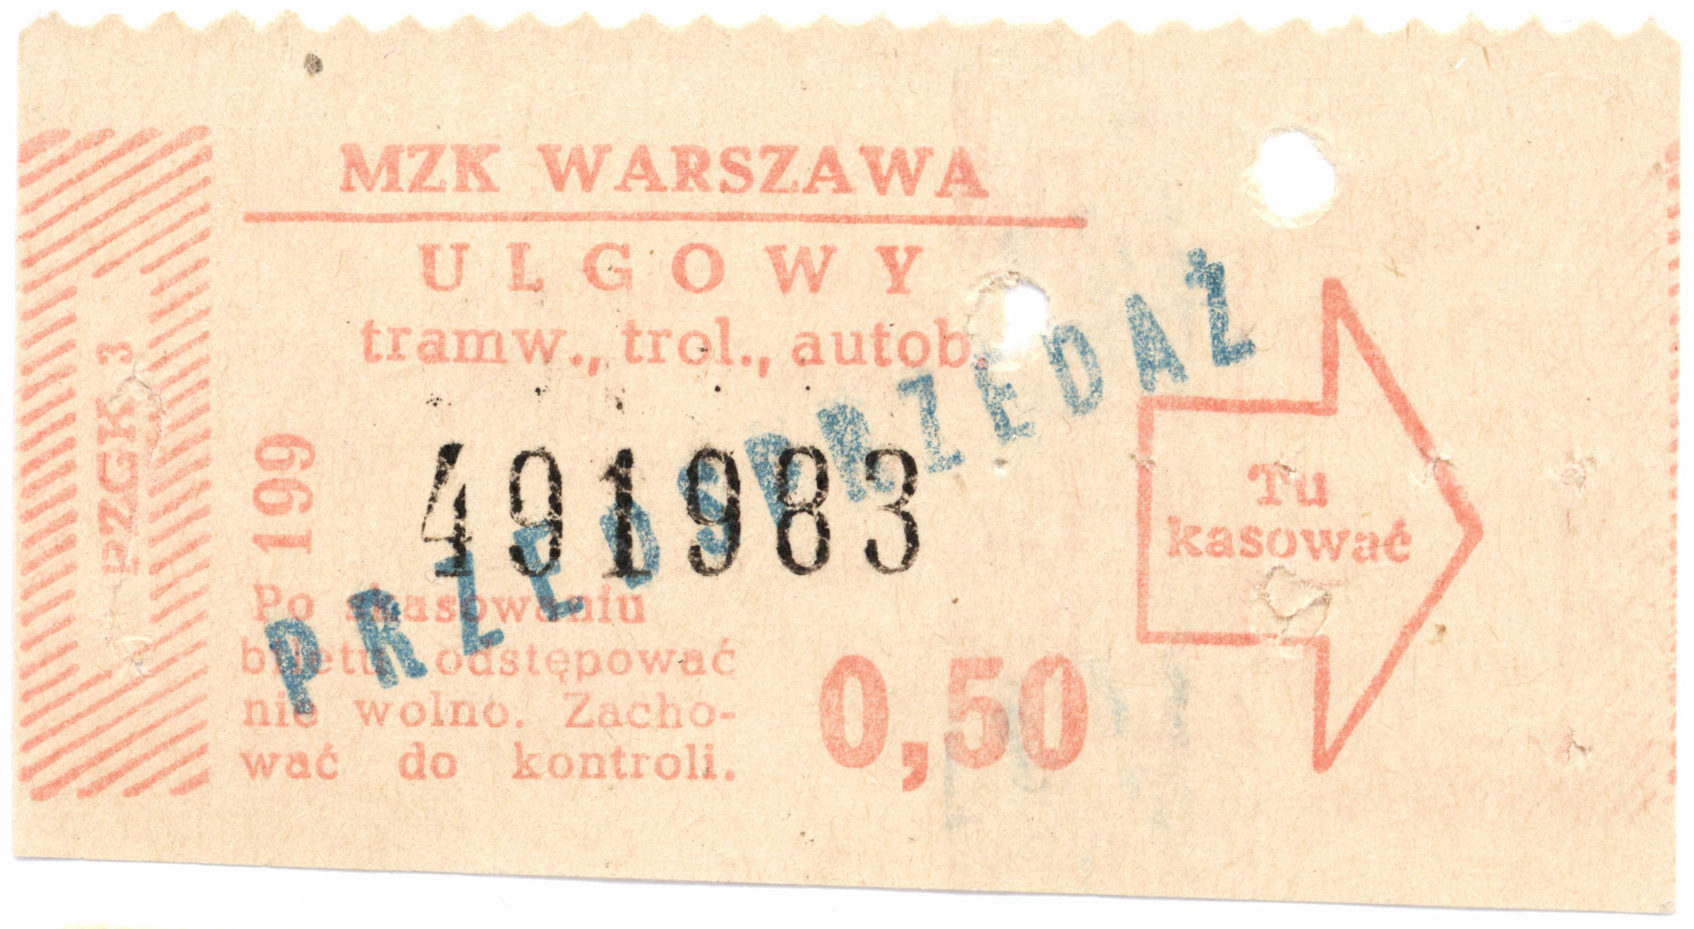 MZK WARSZAWA
ULGOWY
tramw., trol., autob.
PRZEDSPRZEDAŻ
491983
199
PZGK 3
Po skasowaniu
biletu odstępować
nie wolno. Zacho-
wać do kontroli.
0,50
Tu
kasować